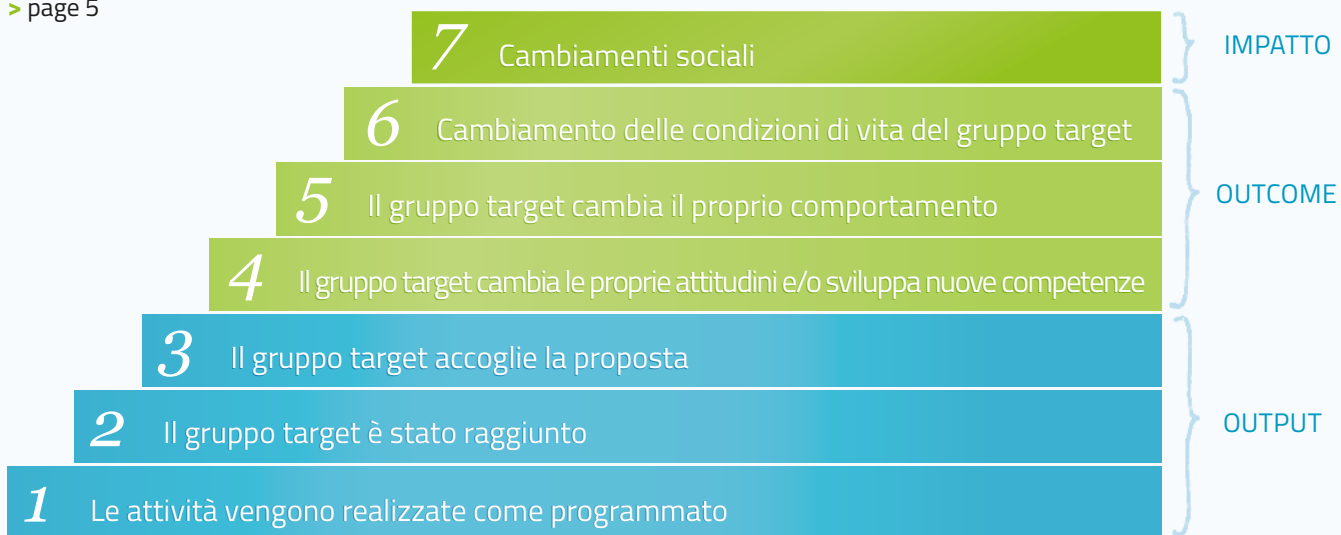 > page 5
7 Cambiamenti sociali
IMPATTO
6 Cambiamento delle condizioni di vita del gruppo target
5 Il gruppo target cambia il proprio comportamento
OUTCOME
4 Il gruppo target cambia le proprie attitudini e/o sviluppa nuove competenze
3 Il gruppo target accoglie la proposta
2 Il gruppo target è stato raggiunto
OUTPUT
1 Le attività vengono realizzate come programmato